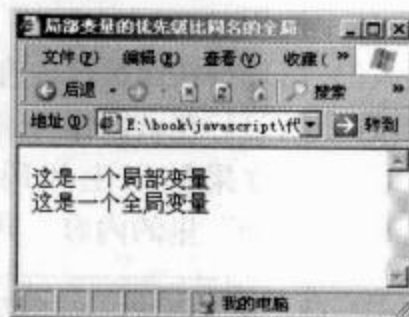 局部变量的优先级比同名的全局
文件(F) 编辑(E) 查看(V) 收藏( »
后退 搜索 »
地址(D) E:\book\javascript\代 转到
这是一个局部变量
这是一个全局变量
我的电脑